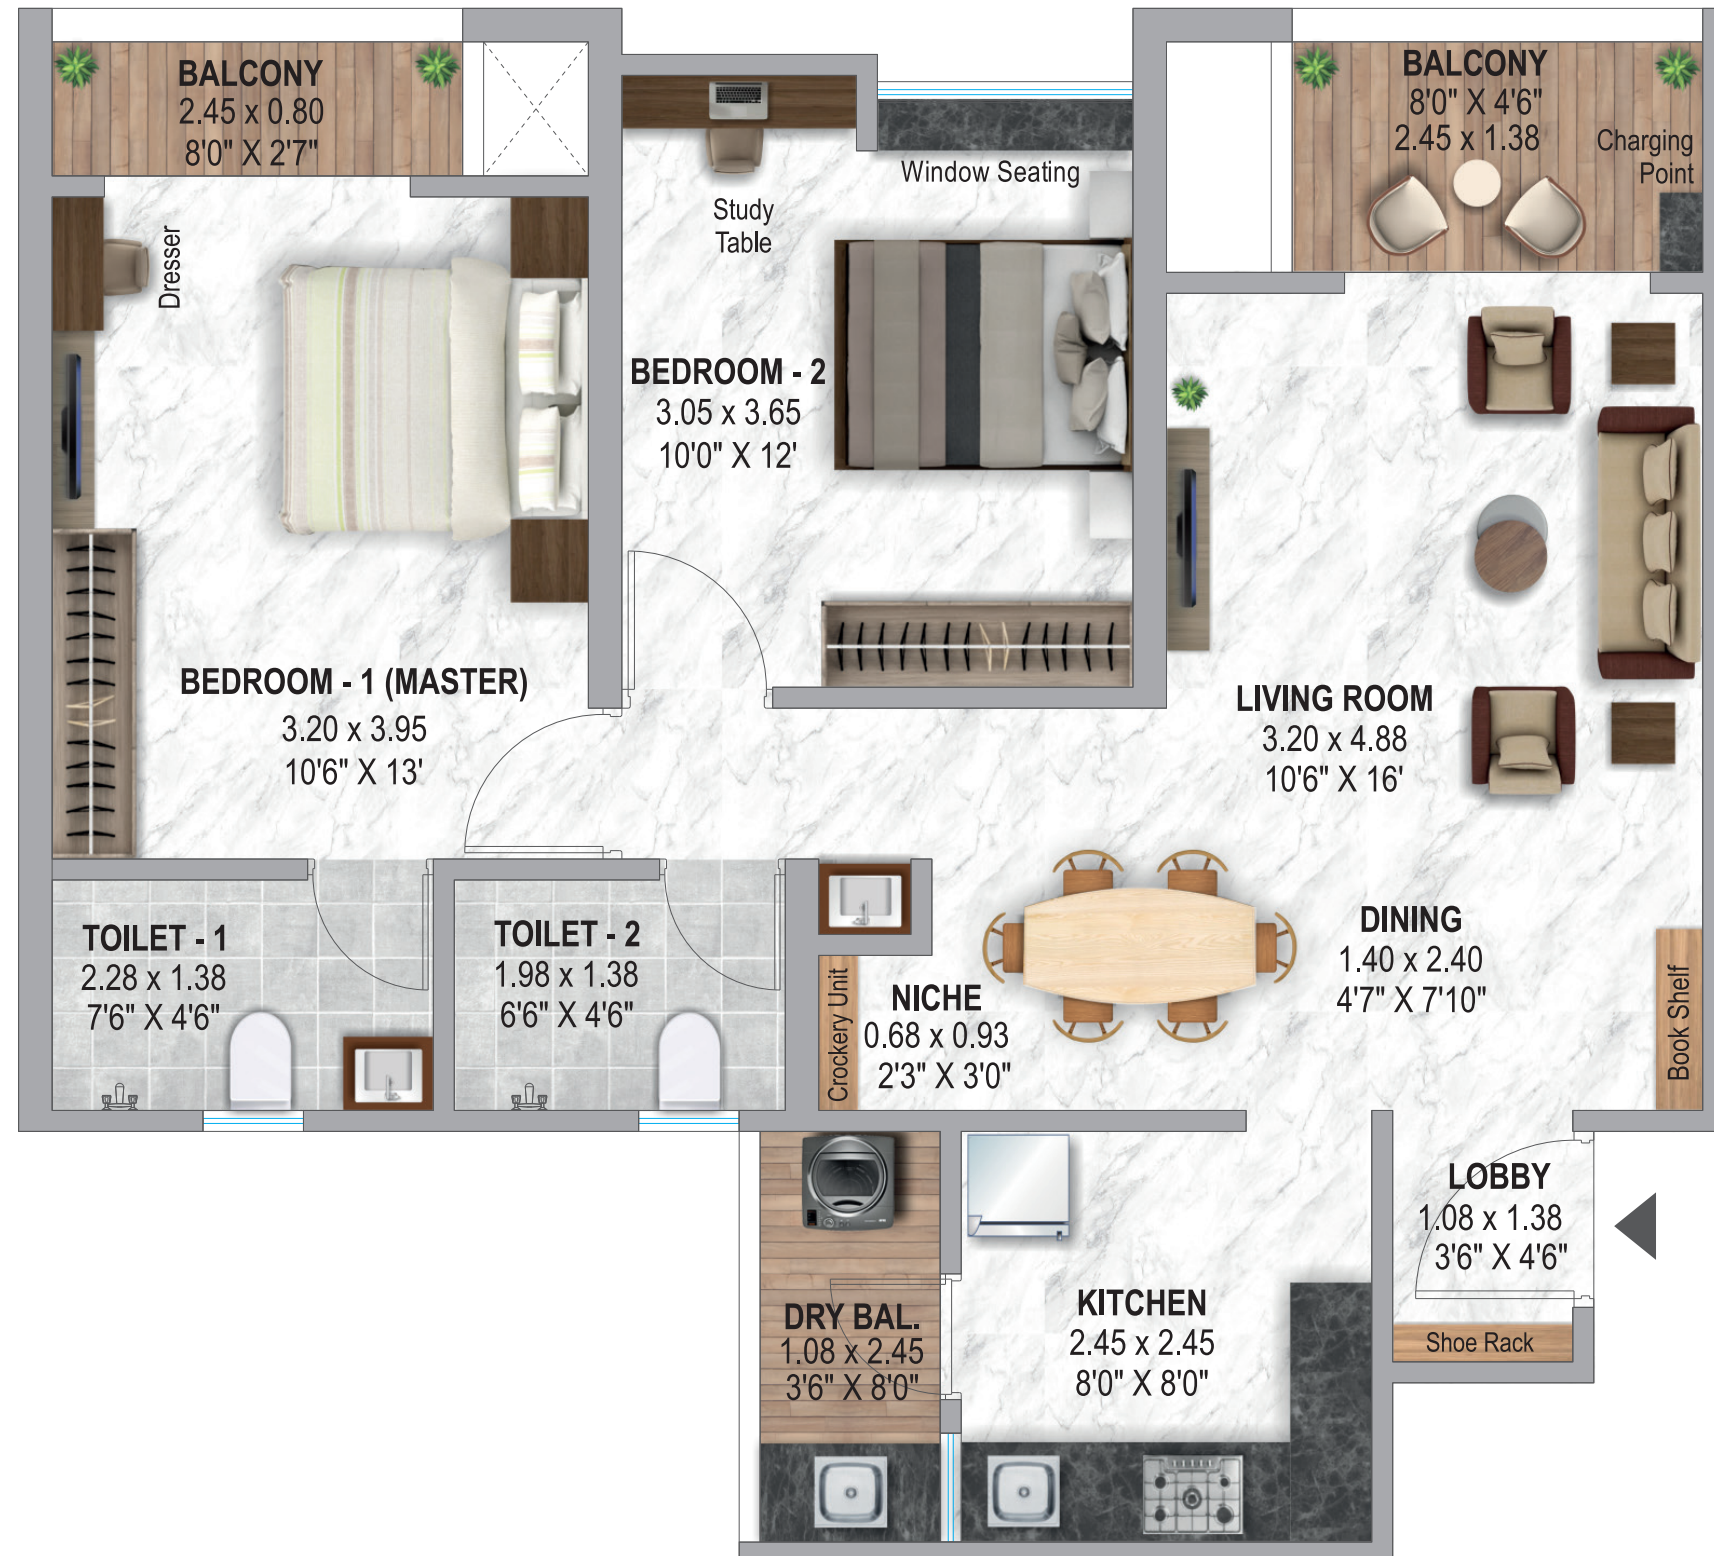 BALCONY
2.45 x 0.80
8'0" X 2'7"
BALCONY
8'0" X 4'6"
2.45 x 1.38
Charging
Point
Window Seating
Study
Table
Dresser
BEDROOM - 2
3.05 x 3.65
10'0" X 12'
BEDROOM - 1 (MASTER)
3.20 x 3.95
10'6" X 13'
LIVING ROOM
3.20 x 4.88
10'6" X 16'
TOILET - 1
2.28 x 1.38
7'6" X 4'6"
TOILET - 2
1.98 x 1.38
6'6" X 4'6"
Crockery Unit
NICHE
0.68 x 0.93
2'3" X 3'0"
DINING
1.40 x 2.40
4'7" X 7'10"
Book Shelf
LOBBY
1.08 x 1.38
3'6" X 4'6"
Shoe Rack
DRY BAL.
1.08 x 2.45
3'6" X 8'0"
KITCHEN
2.45 x 2.45
8'0" X 8'0"